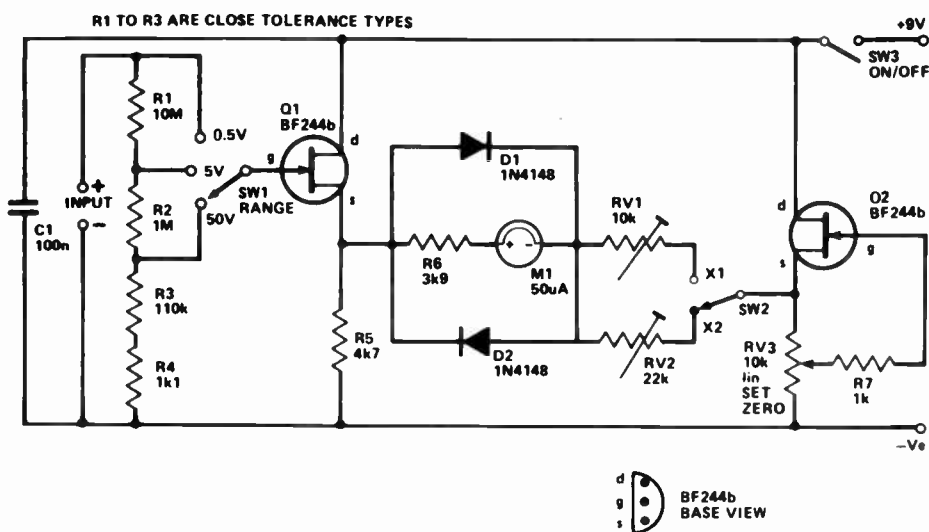 R1 TO R3 ARE CLOSE TOLERANCE TYPES
+9V
SW3
ON/OFF
R1
10M
0.5V
Q1
BF244b
d
g
s
5V
SW1
RANGE
50V
+
INPUT
−
C1
100n
R2
1M
R3
110k
R4
1k1
R5
4k7
D1
1N4148
R6
3k9
+ −
M1
50uA
D2
1N4148
RV1
10k
X1
X2
SW2
RV2
22k
O2
BF244b
d
g
s
RV3
10k
lin
SET
ZERO
R7
1k
−Ve
d
g
s
BF244b
BASE VIEW